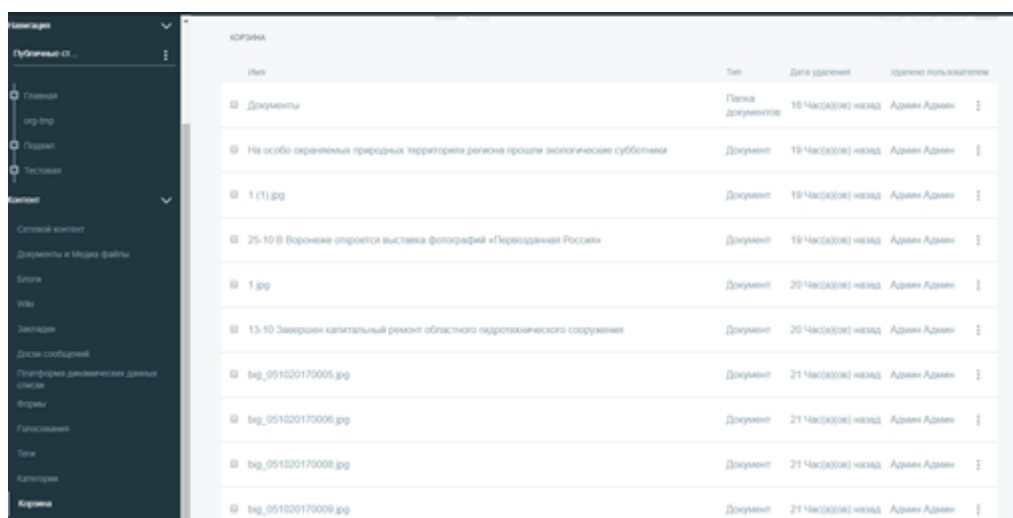 Навигация
Публичные ст...
Главная
org-tmp
Подвал
Тестовая
Контент
Сетевой контент
Документы и Медиа файлы
Блоги
Wiki
Закладки
Доски сообщений
Платформа динамических данных
списки
Формы
Голосования
Теги
Категории
Корзина
КОРЗИНА
Имя Тип Дата удаления Удалено пользователем
Документы Папка документов 16 Час(а)(ов) назад Админ Админ
На особо охраняемых природных территориях региона прошли экологические субботники Документ 19 Час(а)(ов) назад Админ Админ
1 (1).jpg Документ 19 Час(а)(ов) назад Админ Админ
25-10 В Воронеже откроется выставка фотографий «Первозданная Россия» Документ 19 Час(а)(ов) назад Админ Админ
1.jpg Документ 20 Час(а)(ов) назад Админ Админ
13-10 Завершен капитальный ремонт областного гидротехнического сооружения Документ 20 Час(а)(ов) назад Админ Админ
big_051020170005.jpg Документ 21 Час(а)(ов) назад Админ Админ
big_051020170006.jpg Документ 21 Час(а)(ов) назад Админ Админ
big_051020170008.jpg Документ 21 Час(а)(ов) назад Админ Админ
big_051020170009.jpg Документ 21 Час(а)(ов) назад Админ Админ